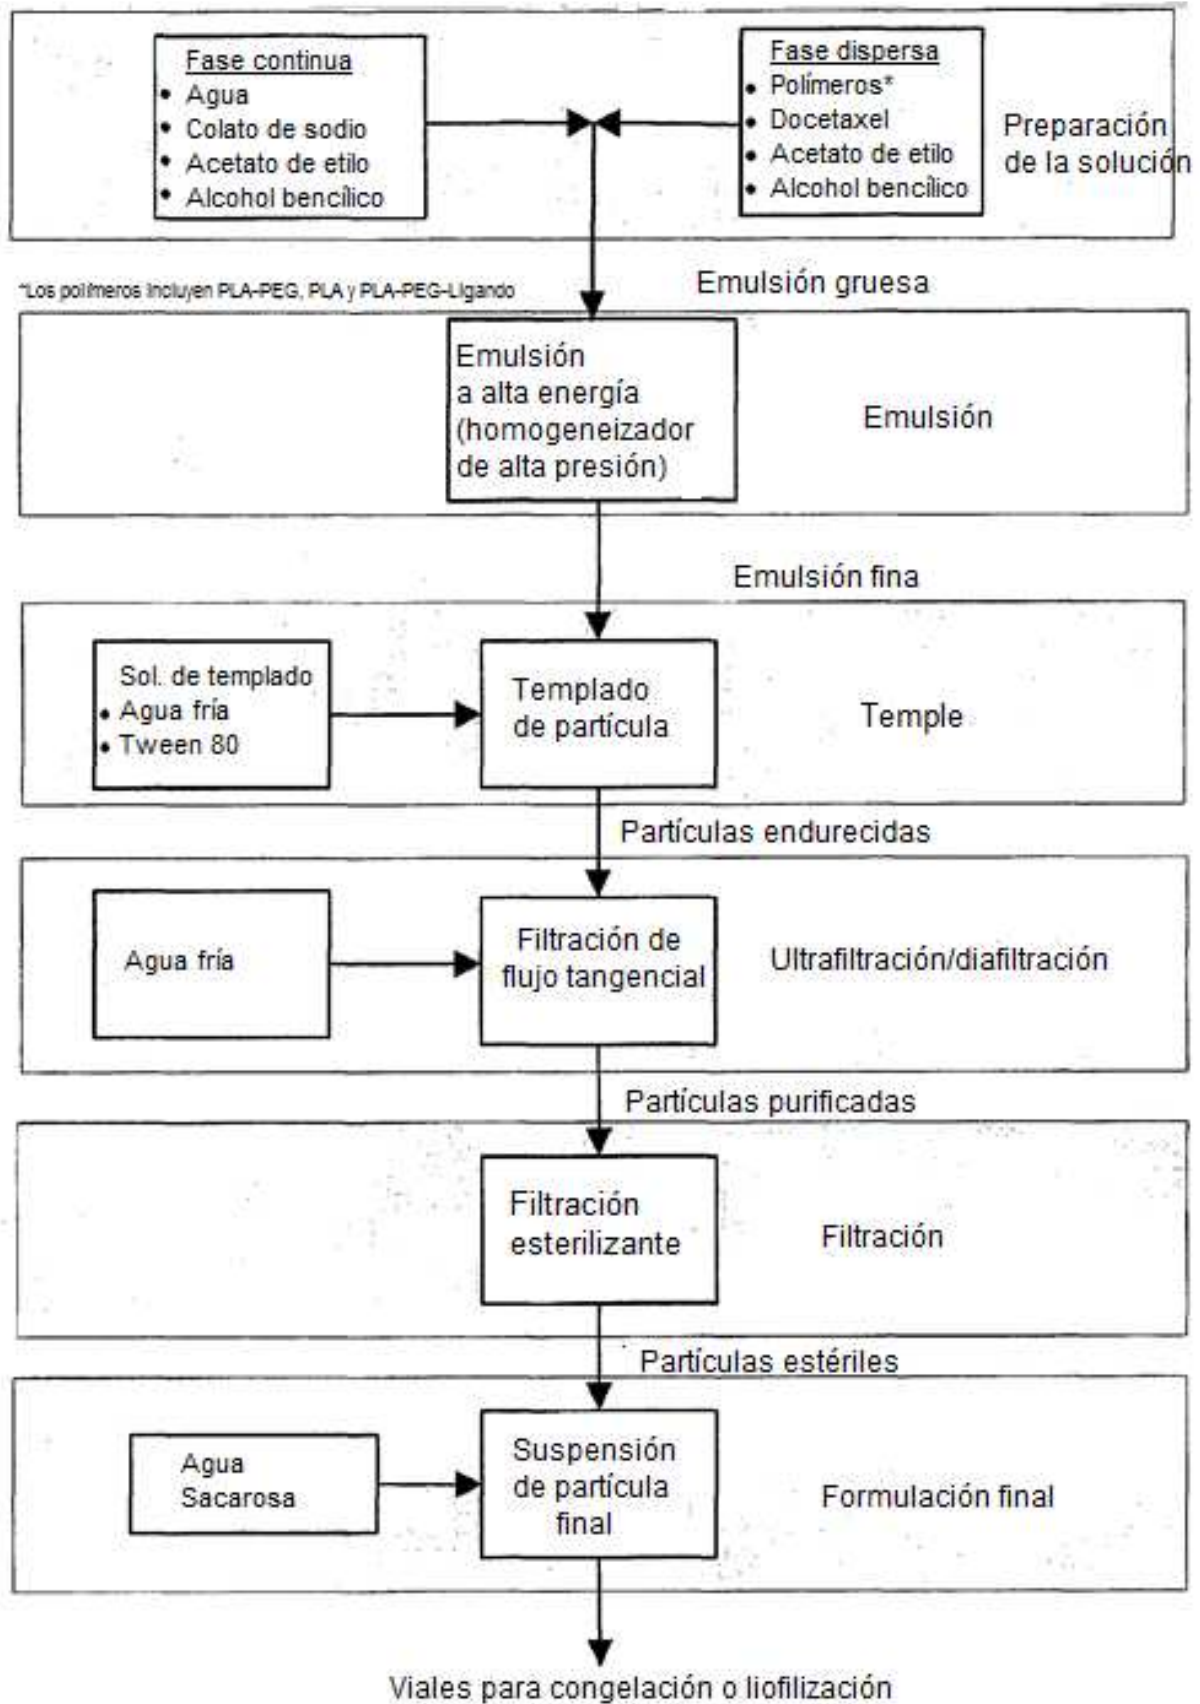 Fase continua
• Agua
• Colato de sodio
• Acetato de etilo
• Alcohol bencílico
Fase dispersa
• Polímeros*
• Docetaxel
• Acetato de etilo
• Alcohol bencílico
Preparación
de la solución
*Los polímeros incluyen PLA-PEG, PLA y PLA-PEG-Ligando
Emulsión gruesa
Emulsión
a alta energía
(homogeneizador
de alta presión)
Emulsión
Emulsión fina
Sol. de templado
• Agua fría
• Tween 80
Templado
de partícula
Temple
Partículas endurecidas
Agua fría
Filtración de
flujo tangencial
Ultrafiltración/diafiltración
Partículas purificadas
Filtración
esterilizante
Filtración
Partículas estériles
Agua
Sacarosa
Suspensión
de partícula
final
Formulación final
Viales para congelación o liofilización